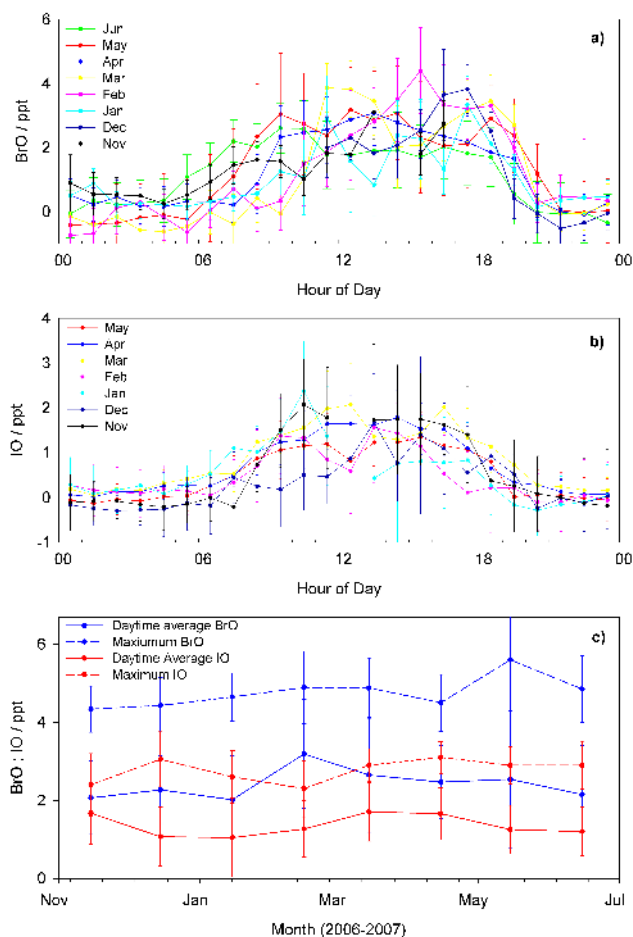 a)
BrO / ppt
6
4
2
0
Jun
May
Apr
Mar
Feb
Jan
Dec
Nov
00 06 12 18 00
Hour of Day
b)
IO / ppt
4
3
2
1
0
-1
May
Apr
Mar
Feb
Jan
Dec
Nov
00 06 12 18 00
Hour of Day
c)
BrO ; IO / ppt
6
4
2
0
Daytime average BrO
Maxiumum BrO
Daytime Average IO
Maximum IO
Nov Jan Mar May Jul
Month (2006-2007)